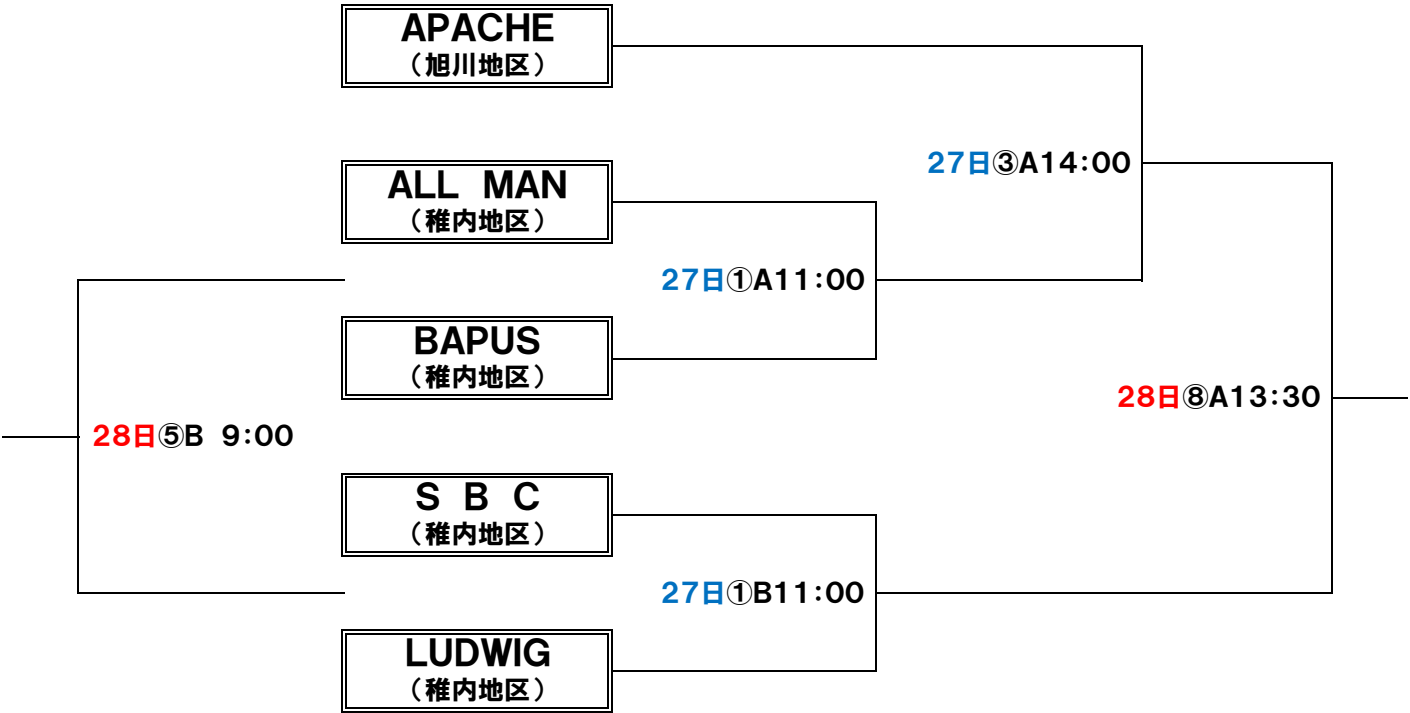 APACHE
（旭川地区）
27日③A14:00
ALL MAN
（稚内地区）
27日①A11:00
BAPUS
（稚内地区）
28日⑧A13:30
28日⑤B 9:00
S B C
（稚内地区）
27日①B11:00
LUDWIG
（稚内地区）